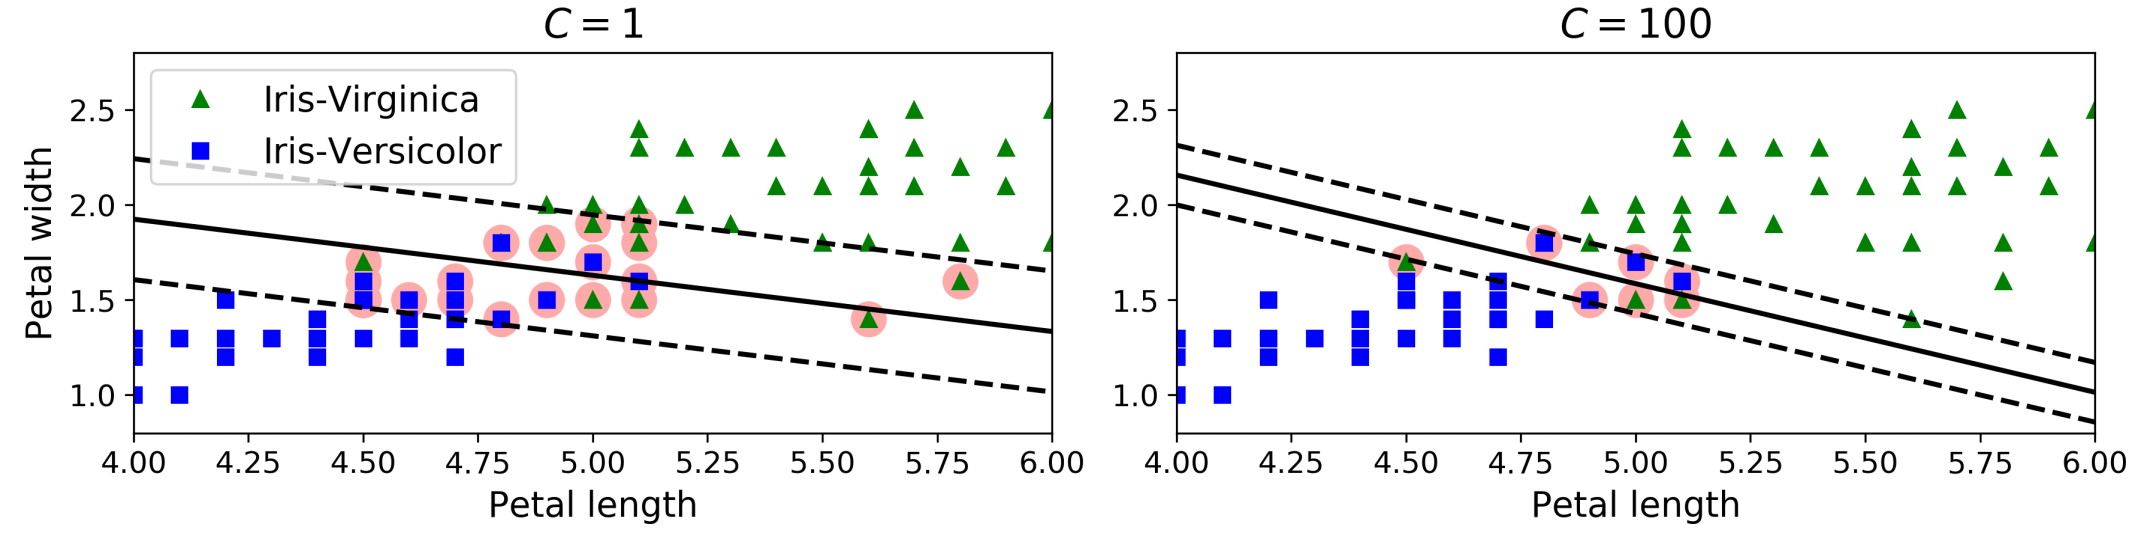 C = 1
Iris-Virginica
Iris-Versicolor
2.5
2.0
1.5
1.0
Petal width
4.00 4.25 4.50 4.75 5.00 5.25 5.50 5.75 6.00
Petal length
C = 100
2.5
2.0
1.5
1.0
4.00 4.25 4.50 4.75 5.00 5.25 5.50 5.75 6.00
Petal length